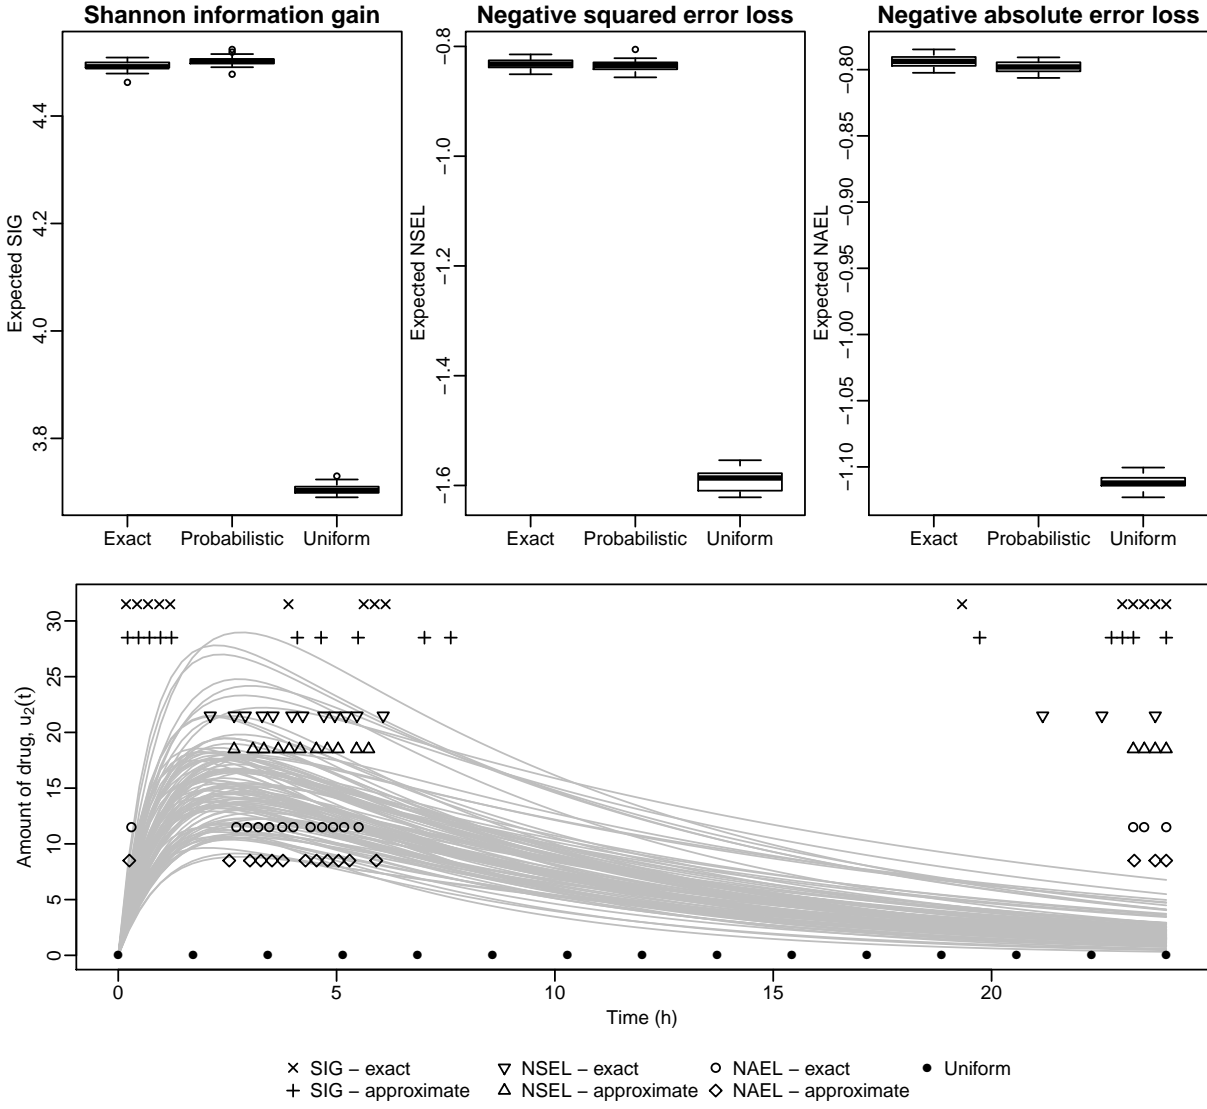 Shannon information gain
Expected SIG
4.4
4.2
4.0
3.8
Exact Probabilistic Uniform
Negative squared error loss
Expected NSEL
−0.8
−1.0
−1.2
−1.4
−1.6
Exact Probabilistic Uniform
Negative absolute error loss
Expected NAEL
−0.80
−0.85
−0.90
−0.95
−1.00
−1.05
−1.10
Exact Probabilistic Uniform
Amount of drug, u₂(t)
30
25
20
15
10
5
0
0 5 10 15 20
Time (h)
SIG − exact NSEL − exact NAEL − exact Uniform
SIG − approximate NSEL − approximate NAEL − approximate